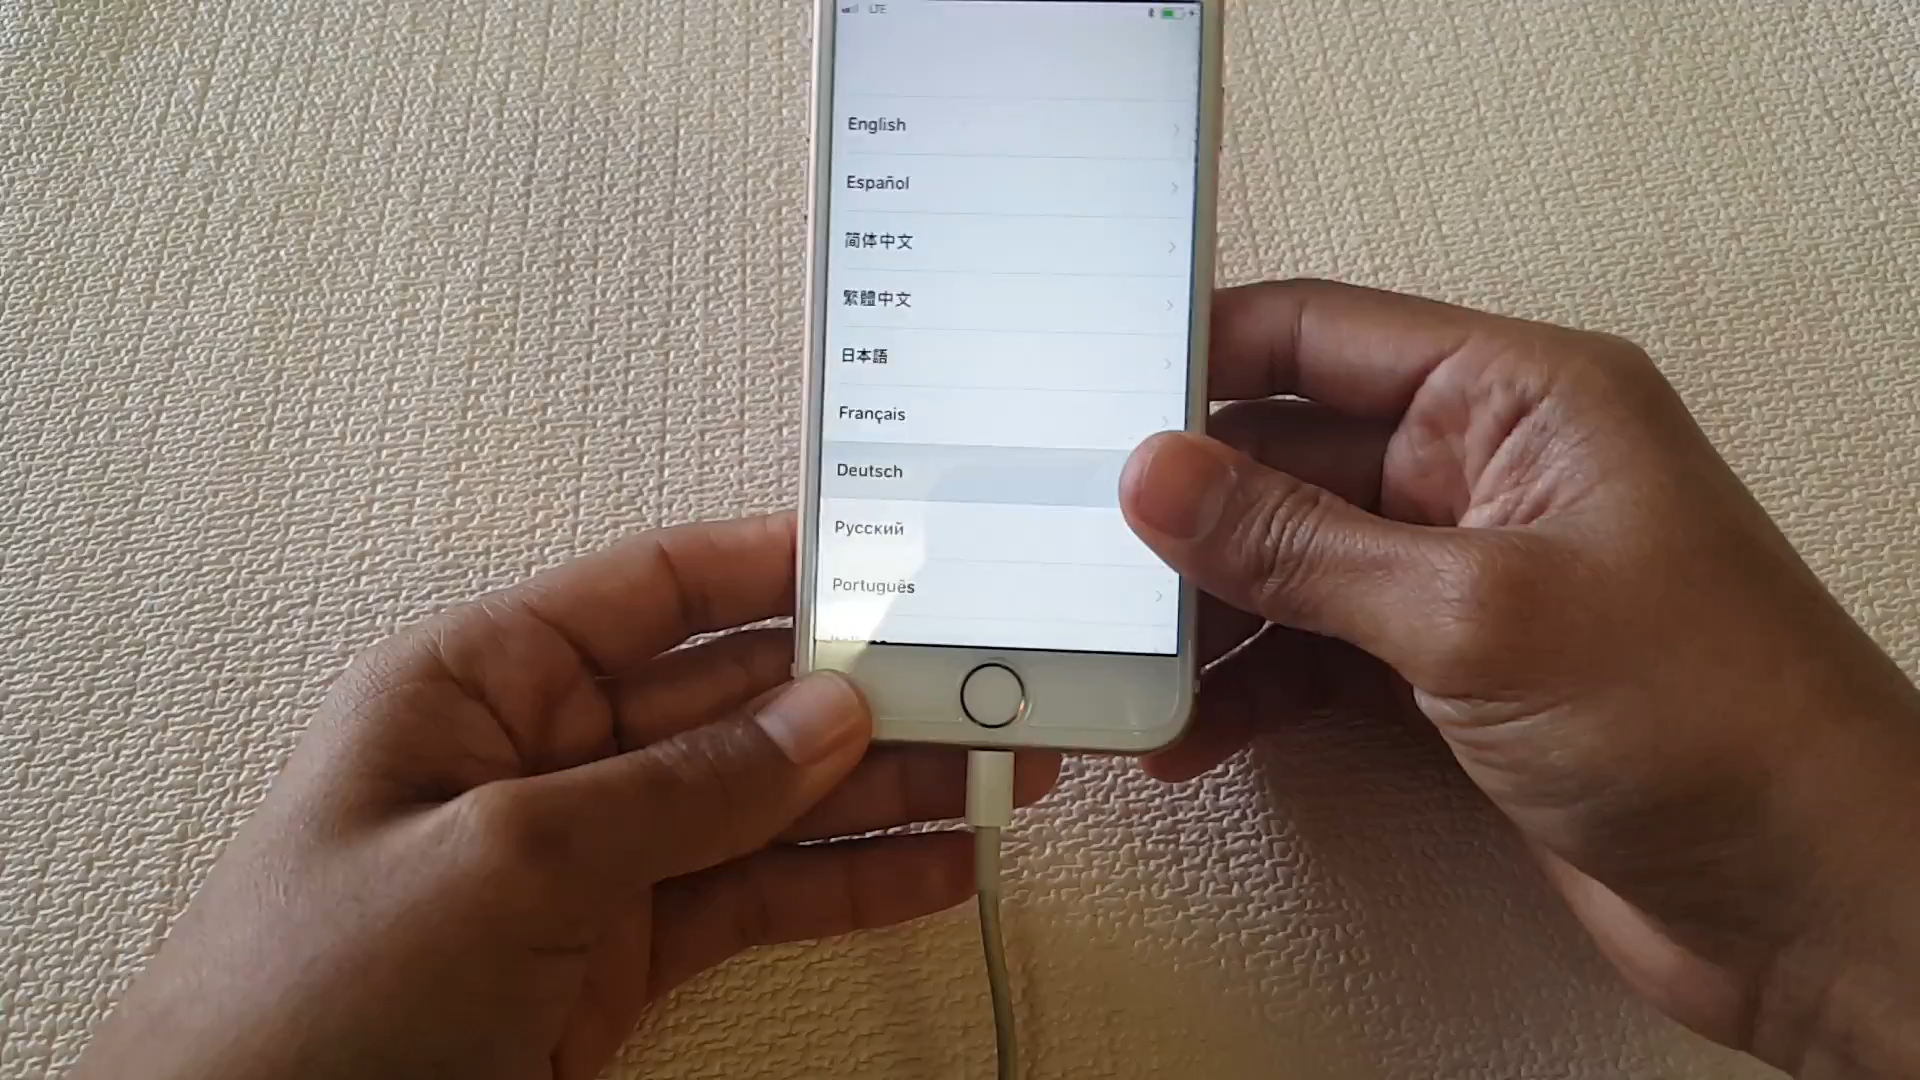 LTE
English
Español
简体中文
繁體中文
日本語
Français
Deutsch
Русский
Português